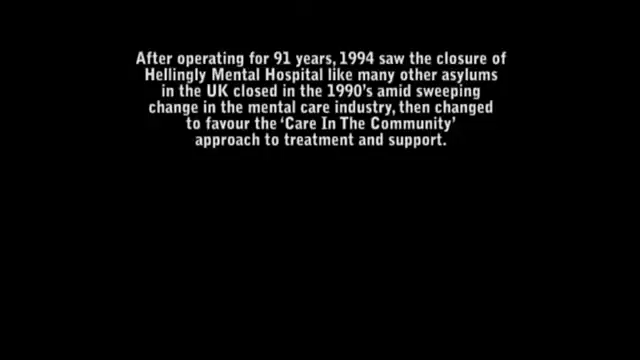 After operating for 91 years, 1994 saw the closure of
Hellingly Mental Hospital like many other asylums
in the UK closed in the 1990's amid sweeping
change in the mental care industry, then changed
to favour the 'Care In The Community'
approach to treatment and support.